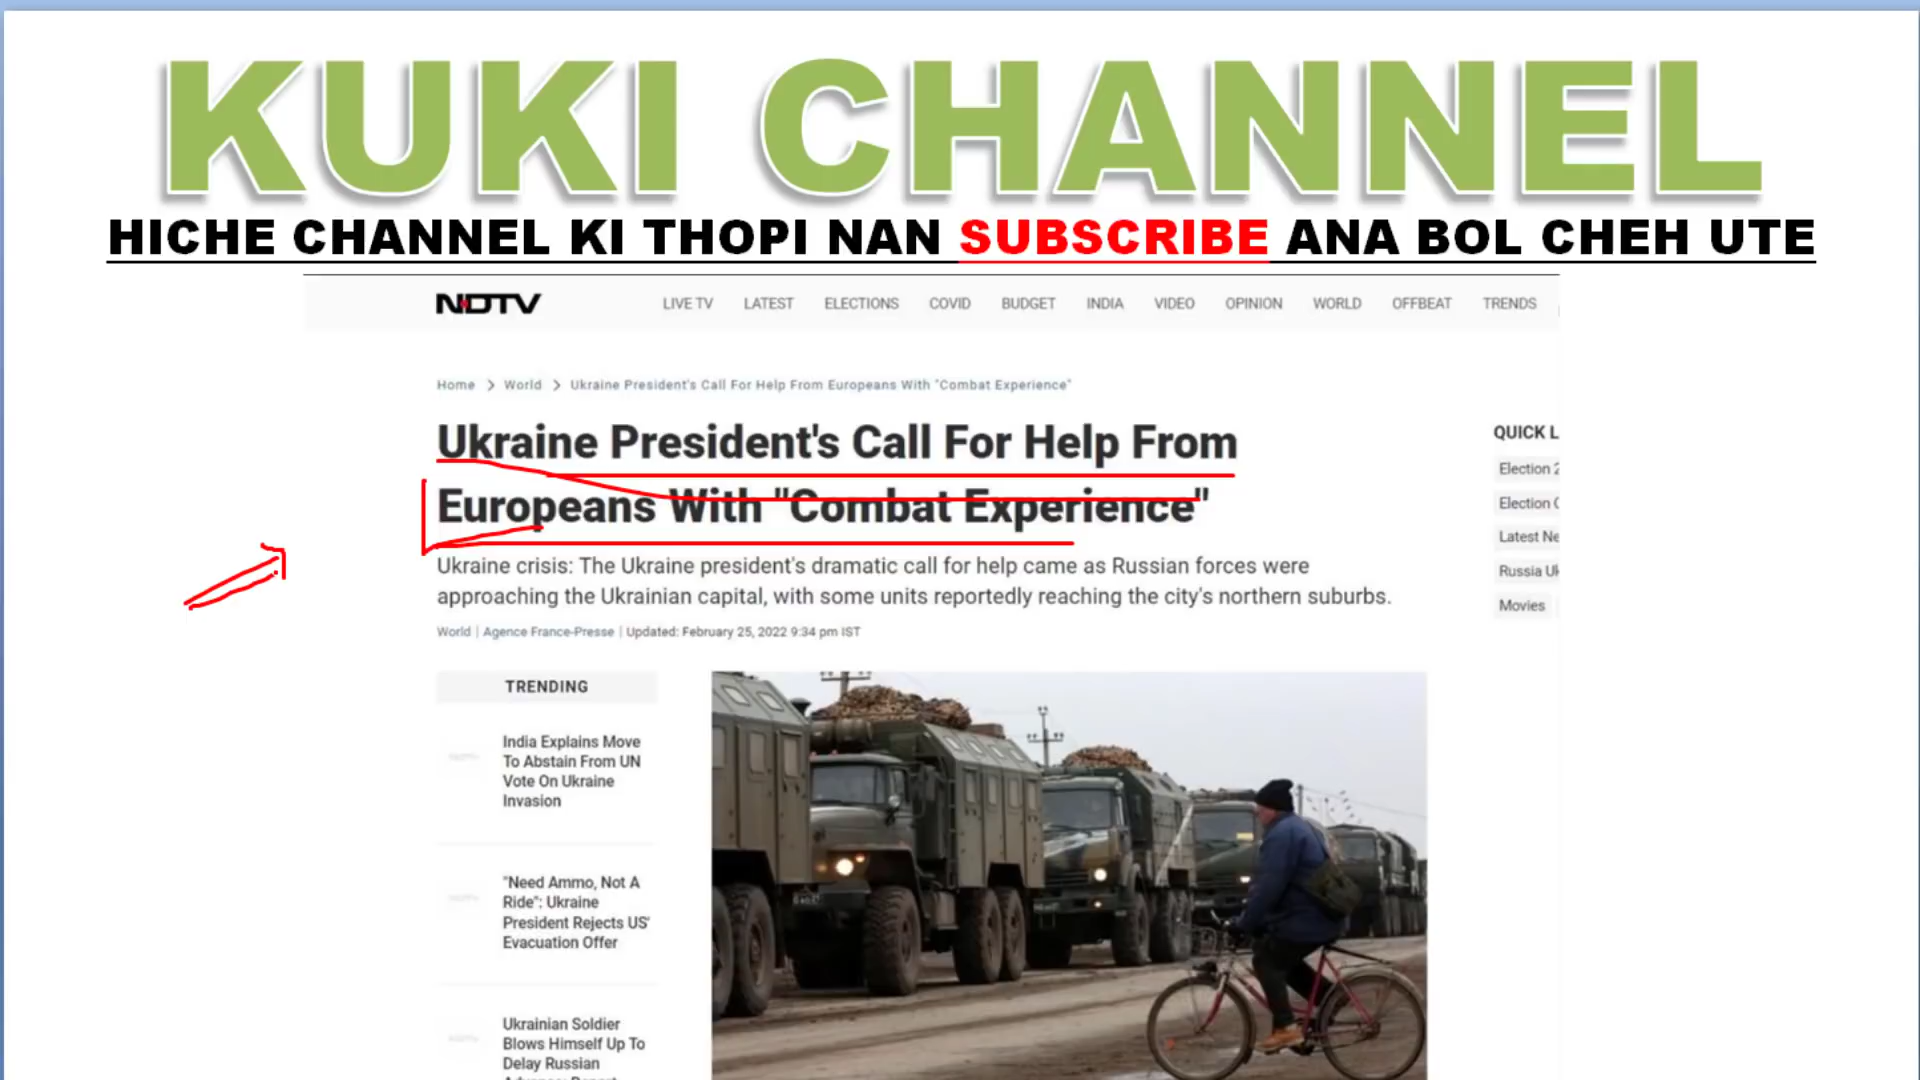 KUKI CHANNEL
HICHE CHANNEL KI THOPI NAN SUBSCRIBE ANA BOL CHEH UTE
NDTV
LIVE TV LATEST ELECTIONS COVID BUDGET INDIA VIDEO OPINION WORLD OFFBEAT TRENDS
Home > World > Ukraine President's Call For Help From Europeans With "Combat Experience"
Ukraine President's Call For Help From
Europeans With "Combat Experience"
Ukraine crisis: The Ukraine president's dramatic call for help came as Russian forces were
approaching the Ukrainian capital, with some units reportedly reaching the city's northern suburbs.
World | Agence France-Presse | Updated: February 25, 2022 9:34 pm IST
QUICK L
Election 2
Election
Latest Ne
Russia Uk
Movies
TRENDING
India Explains Move
To Abstain From UN
Vote On Ukraine
Invasion
"Need Ammo, Not A
Ride": Ukraine
President Rejects US'
Evacuation Offer
Ukrainian Soldier
Blows Himself Up To
Delay Russian